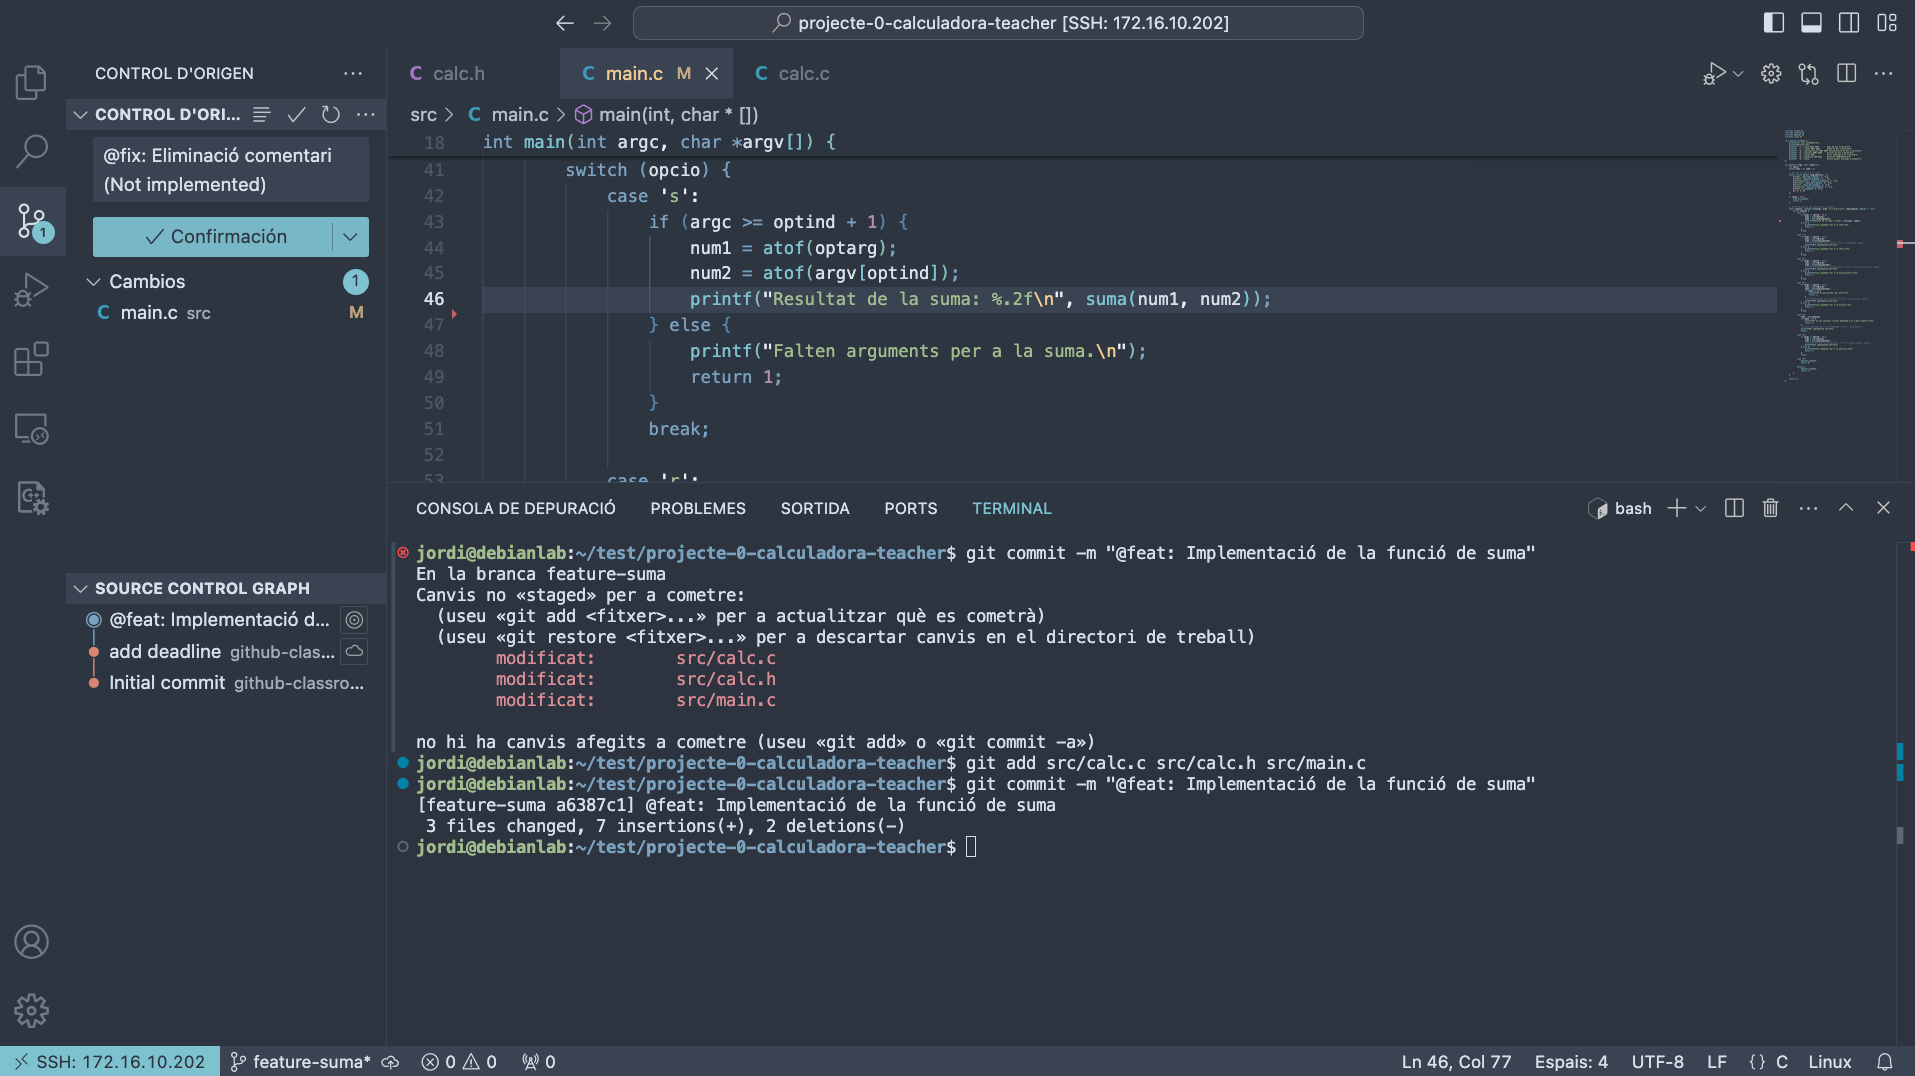 projecte-0-calculadora-teacher [SSH: 172.16.10.202]
CONTROL D'ORIGEN
CONTROL D'ORI...
@fix: Eliminació comentari
(Not implemented)
Confirmación
Cambios 1
main.c src M
SOURCE CONTROL GRAPH
@feat: Implementació d...
add deadline github-clas...
Initial commit github-classro...
1
C calc.h
C main.c M
C calc.c
src > C main.c > main(int, char * [])
18 int main(int argc, char *argv[]) {
41 switch (opcio) {
42 case 's':
43 if (argc >= optind + 1) {
44 num1 = atof(optarg);
45 num2 = atof(argv[optind]);
46 printf("Resultat de la suma: %.2f\n", suma(num1, num2));
47 } else {
48 printf("Falten arguments per a la suma.\n");
49 return 1;
50 }
51 break;
52
53 case 'r':
CONSOLA DE DEPURACIÓ PROBLEMES SORTIDA PORTS TERMINAL
bash
jordi@debianlab:~/test/projecte-0-calculadora-teacher$ git commit -m "@feat: Implementació de la funció de suma"
En la branca feature-suma
Canvis no «staged» per a cometre:
(useu «git add <fitxer>...» per a actualitzar què es cometrà)
(useu «git restore <fitxer>...» per a descartar canvis en el directori de treball)
modificat: src/calc.c
modificat: src/calc.h
modificat: src/main.c
no hi ha canvis afegits a cometre (useu «git add» o «git commit -a»)
jordi@debianlab:~/test/projecte-0-calculadora-teacher$ git add src/calc.c src/calc.h src/main.c
jordi@debianlab:~/test/projecte-0-calculadora-teacher$ git commit -m "@feat: Implementació de la funció de suma"
[feature-suma a6387c1] @feat: Implementació de la funció de suma
3 files changed, 7 insertions(+), 2 deletions(-)
jordi@debianlab:~/test/projecte-0-calculadora-teacher$
SSH: 172.16.10.202 feature-suma* 0 0 0 Ln 46, Col 77 Espais: 4 UTF-8 LF {} C Linux